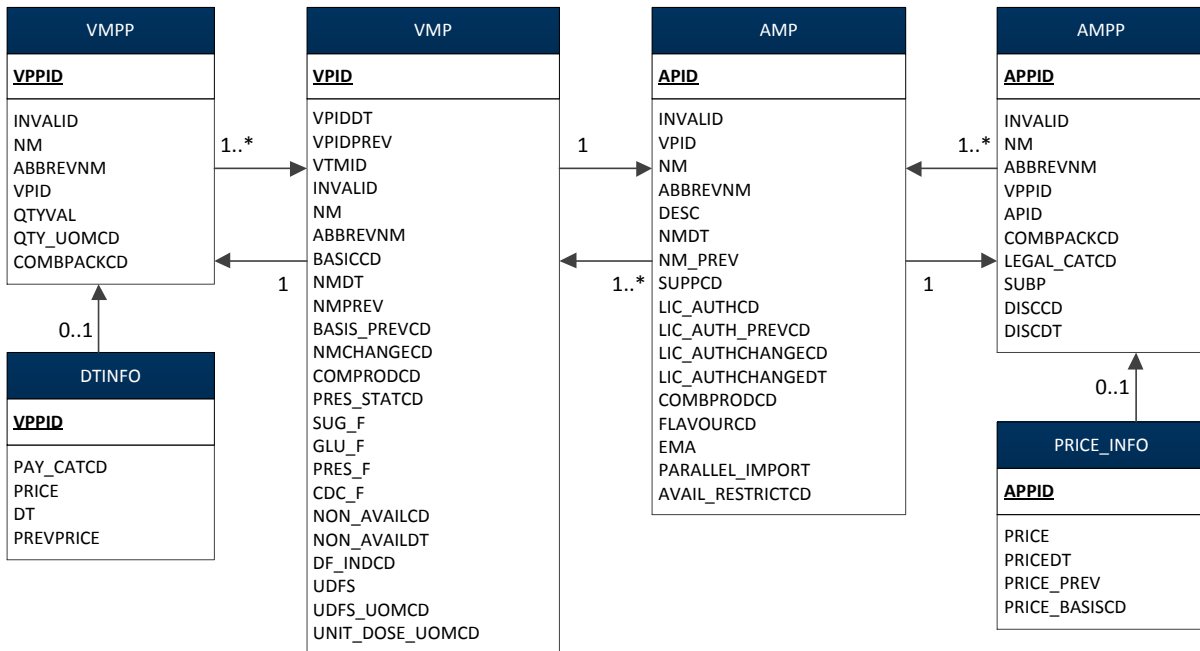 VMPP
VPPID
INVALID
NM
ABBREVNM
VPID
QTYVAL
QTY_UOMCD
COMBPACKCD
1..*
1
0..1
DTINFO
VPPID
PAY_CATCD
PRICE
DT
PREVPRICE
VMP
VPID
VPIDDT
VPIDPREV
VTMID
INVALID
NM
ABBREVNM
BASICCD
NMDT
NMPREV
BASIS_PREVCD
NMCHANGECD
COMPRODCD
PRES_STATCD
SUG_F
GLU_F
PRES_F
CDC_F
NON_AVAILCD
NON_AVAILDT
DF_INDCD
UDFS
UDFS_UOMCD
UNIT_DOSE_UOMCD
1
1..*
AMP
APID
INVALID
VPID
NM
ABBREVNM
DESC
NMDT
NM_PREV
SUPPCD
LIC_AUTHCD
LIC_AUTH_PREVCD
LIC_AUTHCHANGECD
LIC_AUTHCHANGEDT
COMBPRODCD
FLAVOURCD
EMA
PARALLEL_IMPORT
AVAIL_RESTRICTCD
1..*
1
AMPP
APPID
INVALID
NM
ABBREVNM
VPPID
APID
COMBPACKCD
LEGAL_CATCD
SUBP
DISCCD
DISCDT
0..1
PRICE_INFO
APPID
PRICE
PRICEDT
PRICE_PREV
PRICE_BASISCD